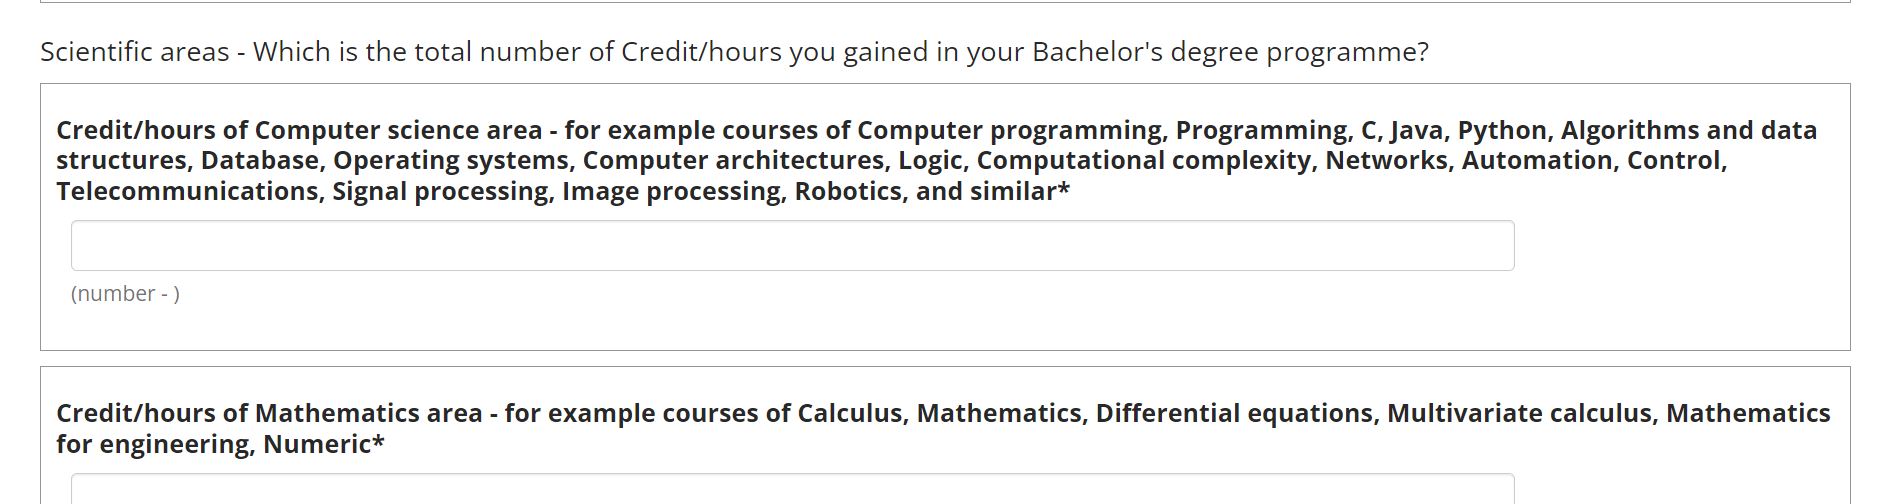 Scientific areas - Which is the total number of Credit/hours you gained in your Bachelor's degree programme?
Credit/hours of Computer science area - for example courses of Computer programming, Programming, C, Java, Python, Algorithms and data
structures, Database, Operating systems, Computer architectures, Logic, Computational complexity, Networks, Automation, Control,
Telecommunications, Signal processing, Image processing, Robotics, and similar*
(number - )
Credit/hours of Mathematics area - for example courses of Calculus, Mathematics, Differential equations, Multivariate calculus, Mathematics
for engineering, Numeric*